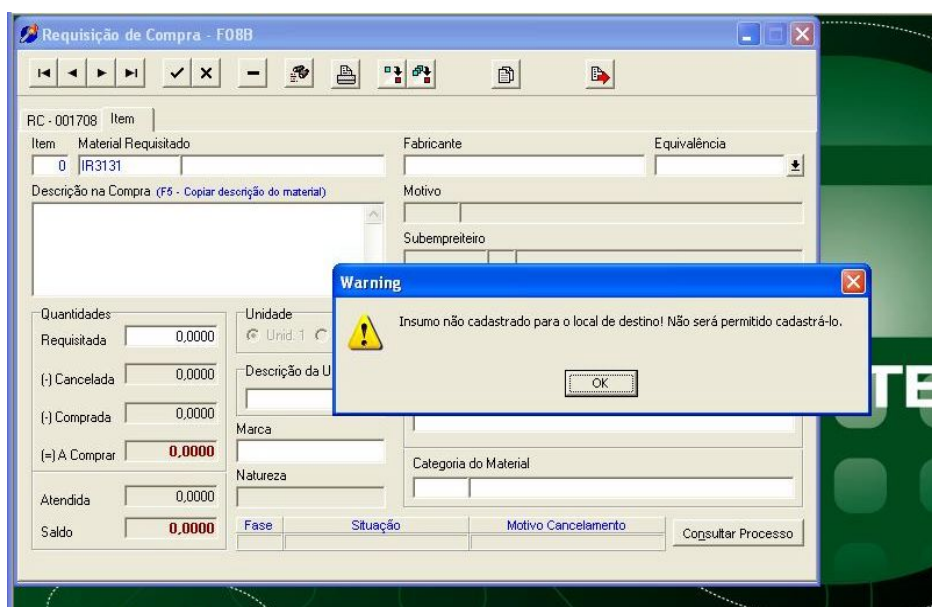 Requisição de Compra - F08B
RC - 001708 Item
Item Material Requisitado Fabricante Equivalência
0 IR3131
Descrição na Compra (F5 - Copiar descrição do material) Motivo
Subempreiteiro
Warning
Insumo não cadastrado para o local de destino! Não será permitido cadastrá-lo.
OK
Quantidades Unidade
Requisitada 0,0000 Unid. 1
(-) Cancelada 0,0000 Descrição da U
(-) Comprada 0,0000
Marca
(=) A Comprar 0,0000 Categoria do Material
Natureza
Atendida 0,0000
Saldo 0,0000 Fase Situação Motivo Cancelamento Consultar Processo
TE